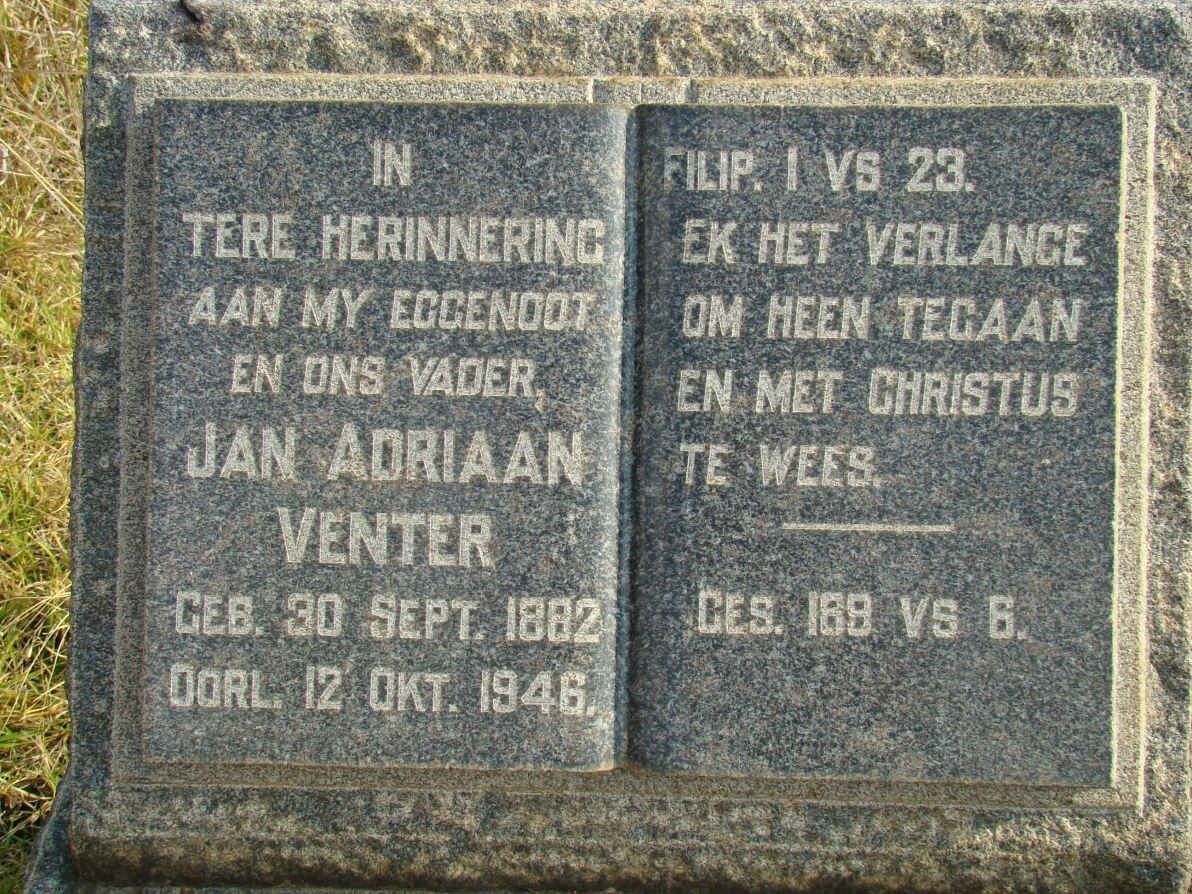 IN
TERE HERINNERING
AAN MY EGGENOOT
EN ONS VADER,
JAN ADRIAAN
VENTER
GEB. 30 SEPT. 1882
OORL. 12 OKT. 1946.
FILIP. 1 VS 23.
EK HET VERLANGE
OM HEEN TEGAAN
EN MET CHRISTUS
TE WEES.
GES. 169 VS 6.